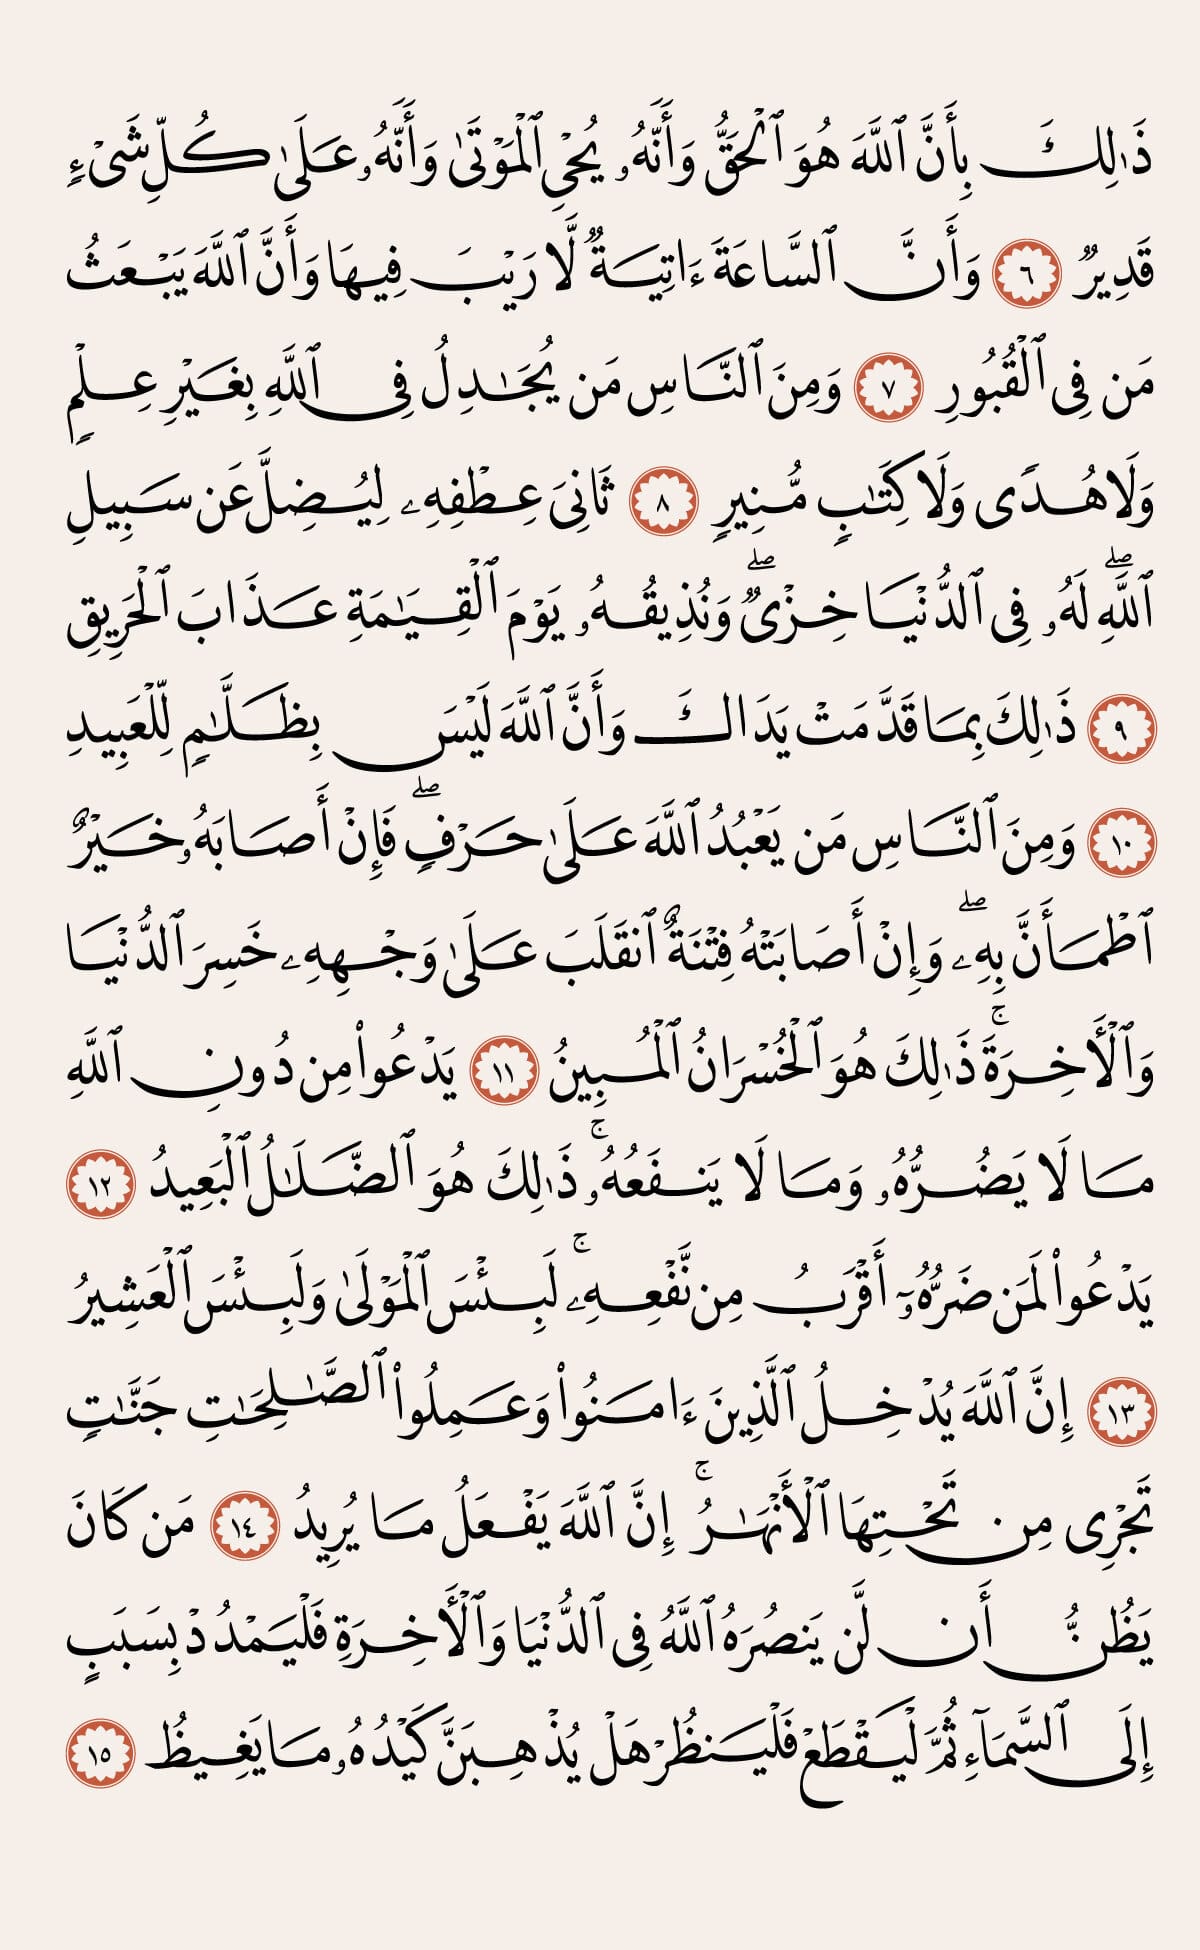 ذَٰلِكَ بِأَنَّ ٱللَّهَ هُوَ ٱلْحَقُّ وَأَنَّهُۥ يُحْىِ ٱلْمَوْتَىٰ وَأَنَّهُۥ عَلَىٰ كُلِّ شَىْءٍ
قَدِيرٌ ٦ وَأَنَّ ٱلسَّاعَةَ ءَاتِيَةٌ لَّا رَيْبَ فِيهَا وَأَنَّ ٱللَّهَ يَبْعَثُ
مَن فِى ٱلْقُبُورِ ٧ وَمِنَ ٱلنَّاسِ مَن يُجَٰدِلُ فِى ٱللَّهِ بِغَيْرِ عِلْمٍ
وَلَا هُدًى وَلَا كِتَٰبٍ مُّنِيرٍ ٨ ثَانِىَ عِطْفِهِۦ لِيُضِلَّ عَن سَبِيلِ
ٱللَّهِۖ لَهُۥ فِى ٱلدُّنْيَا خِزْىٌۖ وَنُذِيقُهُۥ يَوْمَ ٱلْقِيَٰمَةِ عَذَابَ ٱلْحَرِيقِ
٩ ذَٰلِكَ بِمَا قَدَّمَتْ يَدَاكَ وَأَنَّ ٱللَّهَ لَيْسَ بِظَلَّٰمٍ لِّلْعَبِيدِ
١٠ وَمِنَ ٱلنَّاسِ مَن يَعْبُدُ ٱللَّهَ عَلَىٰ حَرْفٍۖ فَإِنْ أَصَابَهُۥ خَيْرٌ
ٱطْمَأَنَّ بِهِۦۖ وَإِنْ أَصَابَتْهُ فِتْنَةٌ ٱنقَلَبَ عَلَىٰ وَجْهِهِۦ خَسِرَ ٱلدُّنْيَا
وَٱلْأَخِرَةَۚ ذَٰلِكَ هُوَ ٱلْخُسْرَانُ ٱلْمُبِينُ ١١ يَدْعُوا۟ مِن دُونِ ٱللَّهِ
مَا لَا يَضُرُّهُۥ وَمَا لَا يَنفَعُهُۥۚ ذَٰلِكَ هُوَ ٱلضَّلَٰلُ ٱلْبَعِيدُ ١٢
يَدْعُوا۟ لَمَن ضَرُّهُۥٓ أَقْرَبُ مِن نَّفْعِهِۦۚ لَبِئْسَ ٱلْمَوْلَىٰ وَلَبِئْسَ ٱلْعَشِيرُ
١٣ إِنَّ ٱللَّهَ يُدْخِلُ ٱلَّذِينَ ءَامَنُوا۟ وَعَمِلُوا۟ ٱلصَّٰلِحَٰتِ جَنَّٰتٍ
تَجْرِى مِن تَحْتِهَا ٱلْأَنْهَٰرُۚ إِنَّ ٱللَّهَ يَفْعَلُ مَا يُرِيدُ ١٤ مَن كَانَ
يَظُنُّ أَن لَّن يَنصُرَهُ ٱللَّهُ فِى ٱلدُّنْيَا وَٱلْأَخِرَةِ فَلْيَمْدُدْ بِسَبَبٍ
إِلَى ٱلسَّمَآءِ ثُمَّ لْيَقْطَعْ فَلْيَنظُرْ هَلْ يُذْهِبَنَّ كَيْدُهُۥ مَا يَغِيظُ ١٥